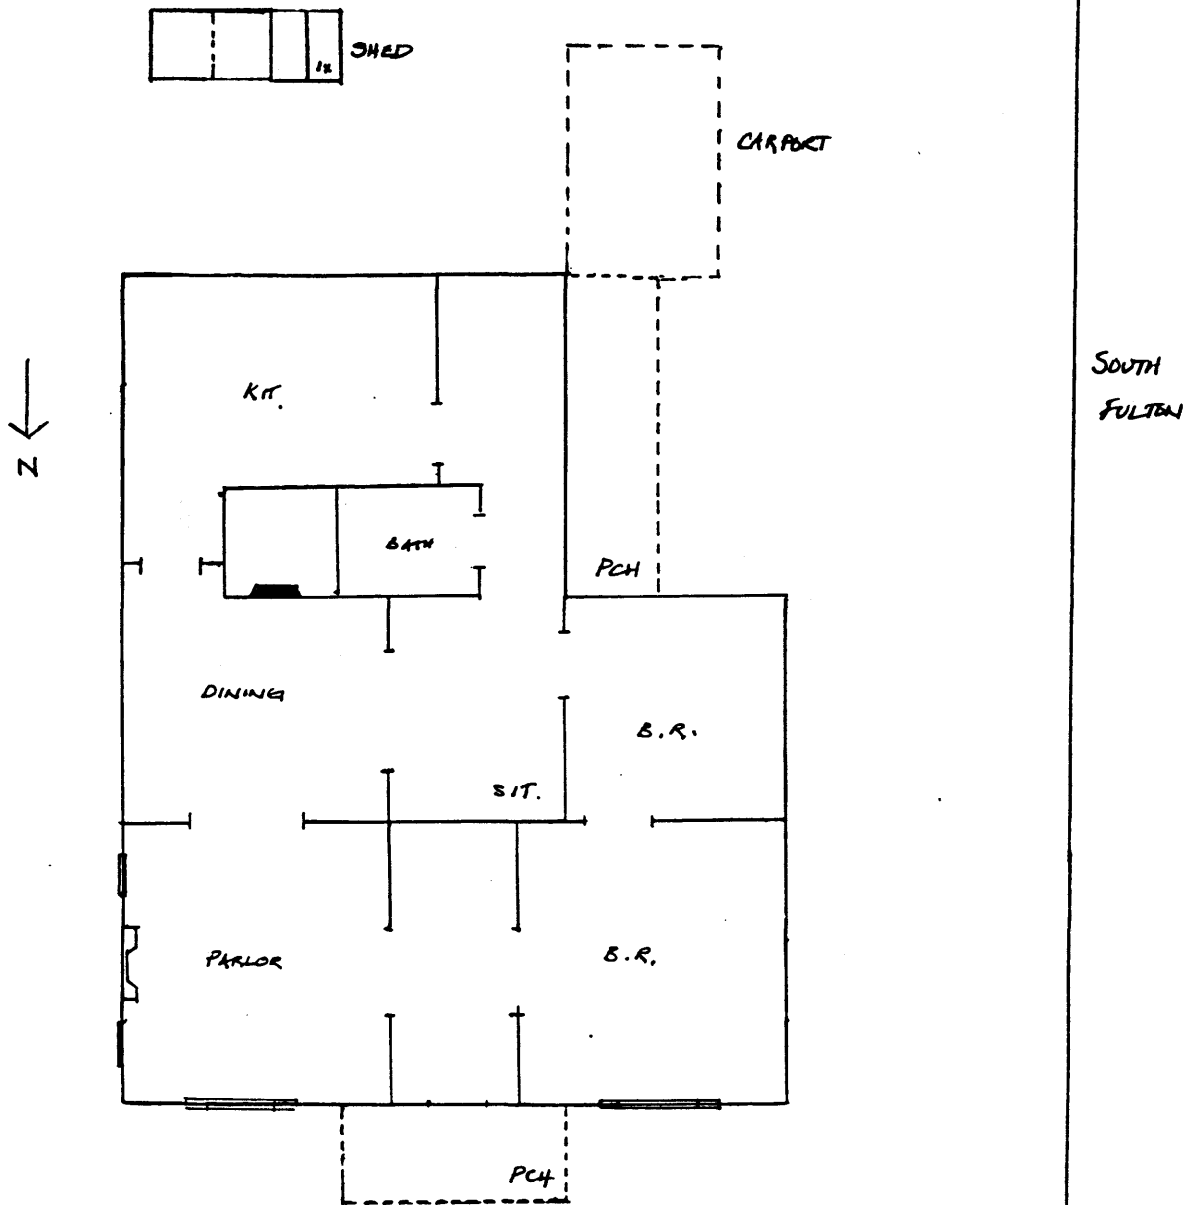 SHED
1x
CARPORT
SOUTH
FULTON
KIT.
N
BATH
PCH
DINING
B.R.
SIT.
PARLOR
B.R.
PCH